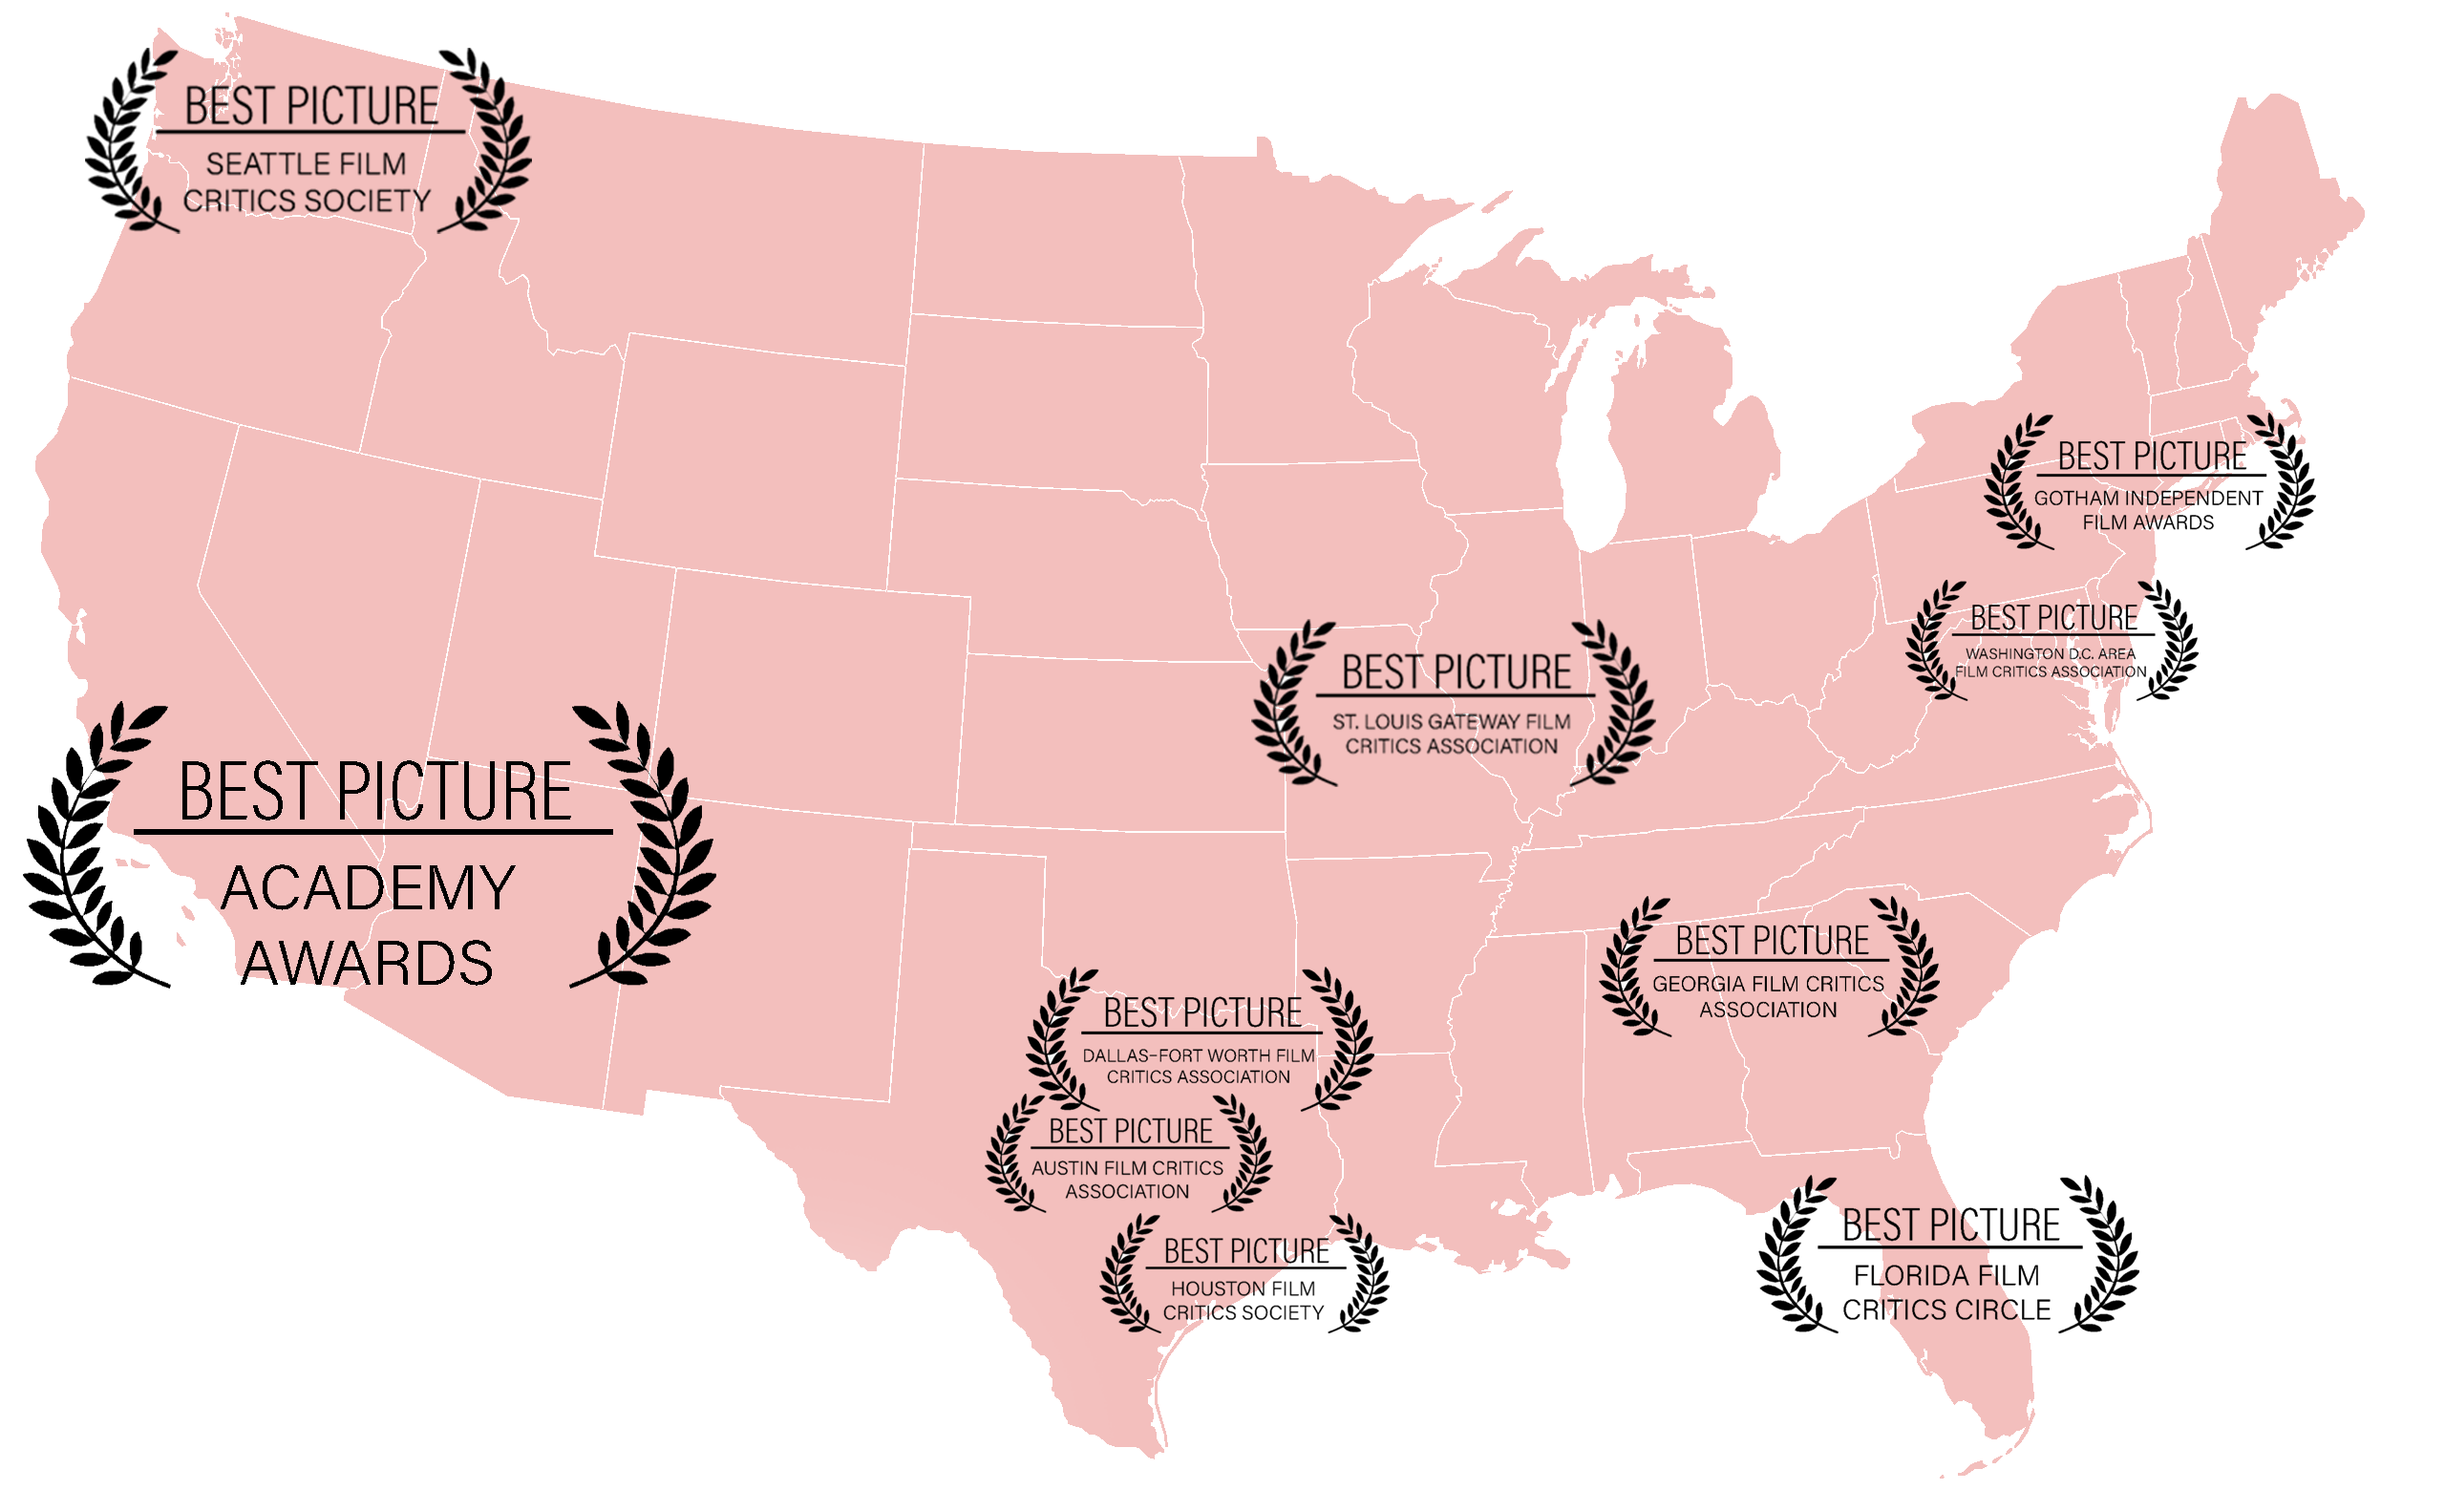 BEST PICTURE
SEATTLE FILM
CRITICS SOCIETY
BEST PICTURE
GOTHAM INDEPENDENT
FILM AWARDS
BEST PICTURE
WASHINGTON D.C. AREA
FILM CRITICS ASSOCIATION
BEST PICTURE
ST. LOUIS GATEWAY FILM
CRITICS ASSOCIATION
BEST PICTURE
ACADEMY
AWARDS
BEST PICTURE
GEORGIA FILM CRITICS
ASSOCIATION
BEST PICTURE
DALLAS-FORT WORTH FILM
CRITICS ASSOCIATION
BEST PICTURE
AUSTIN FILM CRITICS
ASSOCIATION
BEST PICTURE
HOUSTON FILM
CRITICS SOCIETY
BEST PICTURE
FLORIDA FILM
CRITICS CIRCLE